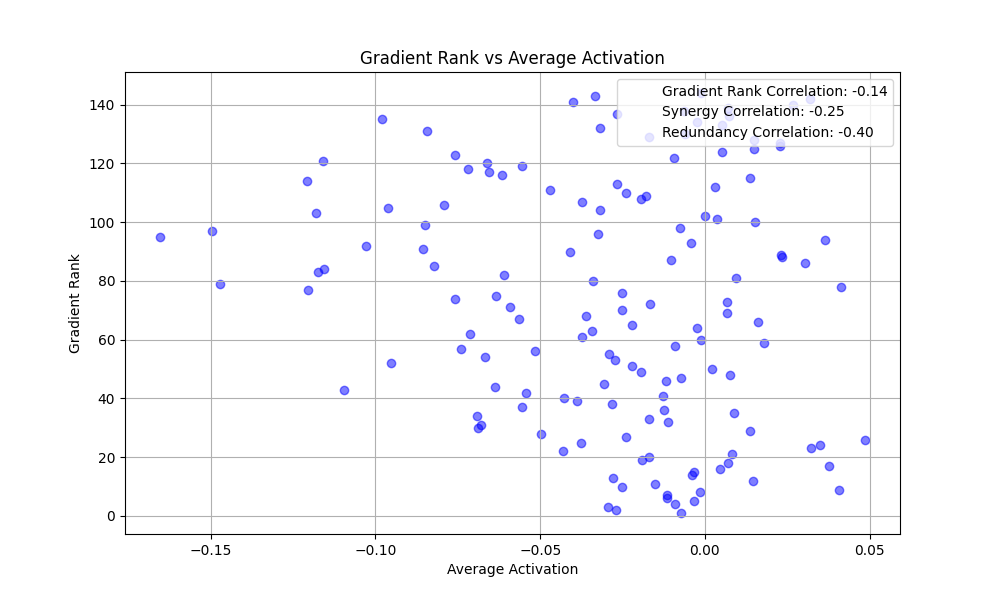 Gradient Rank vs Average Activation
Gradient Rank Correlation: -0.14
Synergy Correlation: -0.25
Redundancy Correlation: -0.40
Gradient Rank
140
120
100
80
60
40
20
0
−0.15
−0.10
−0.05
0.00
0.05
Average Activation